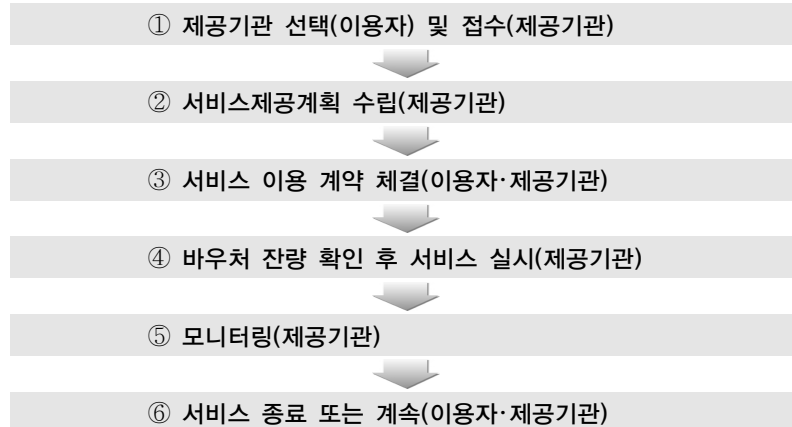 ① 제공기관 선택(이용자) 및 접수(제공기관)
② 서비스제공계획 수립(제공기관)
③ 서비스 이용 계약 체결(이용자·제공기관)
④ 바우처 잔량 확인 후 서비스 실시(제공기관)
⑤ 모니터링(제공기관)
⑥ 서비스 종료 또는 계속(이용자·제공기관)